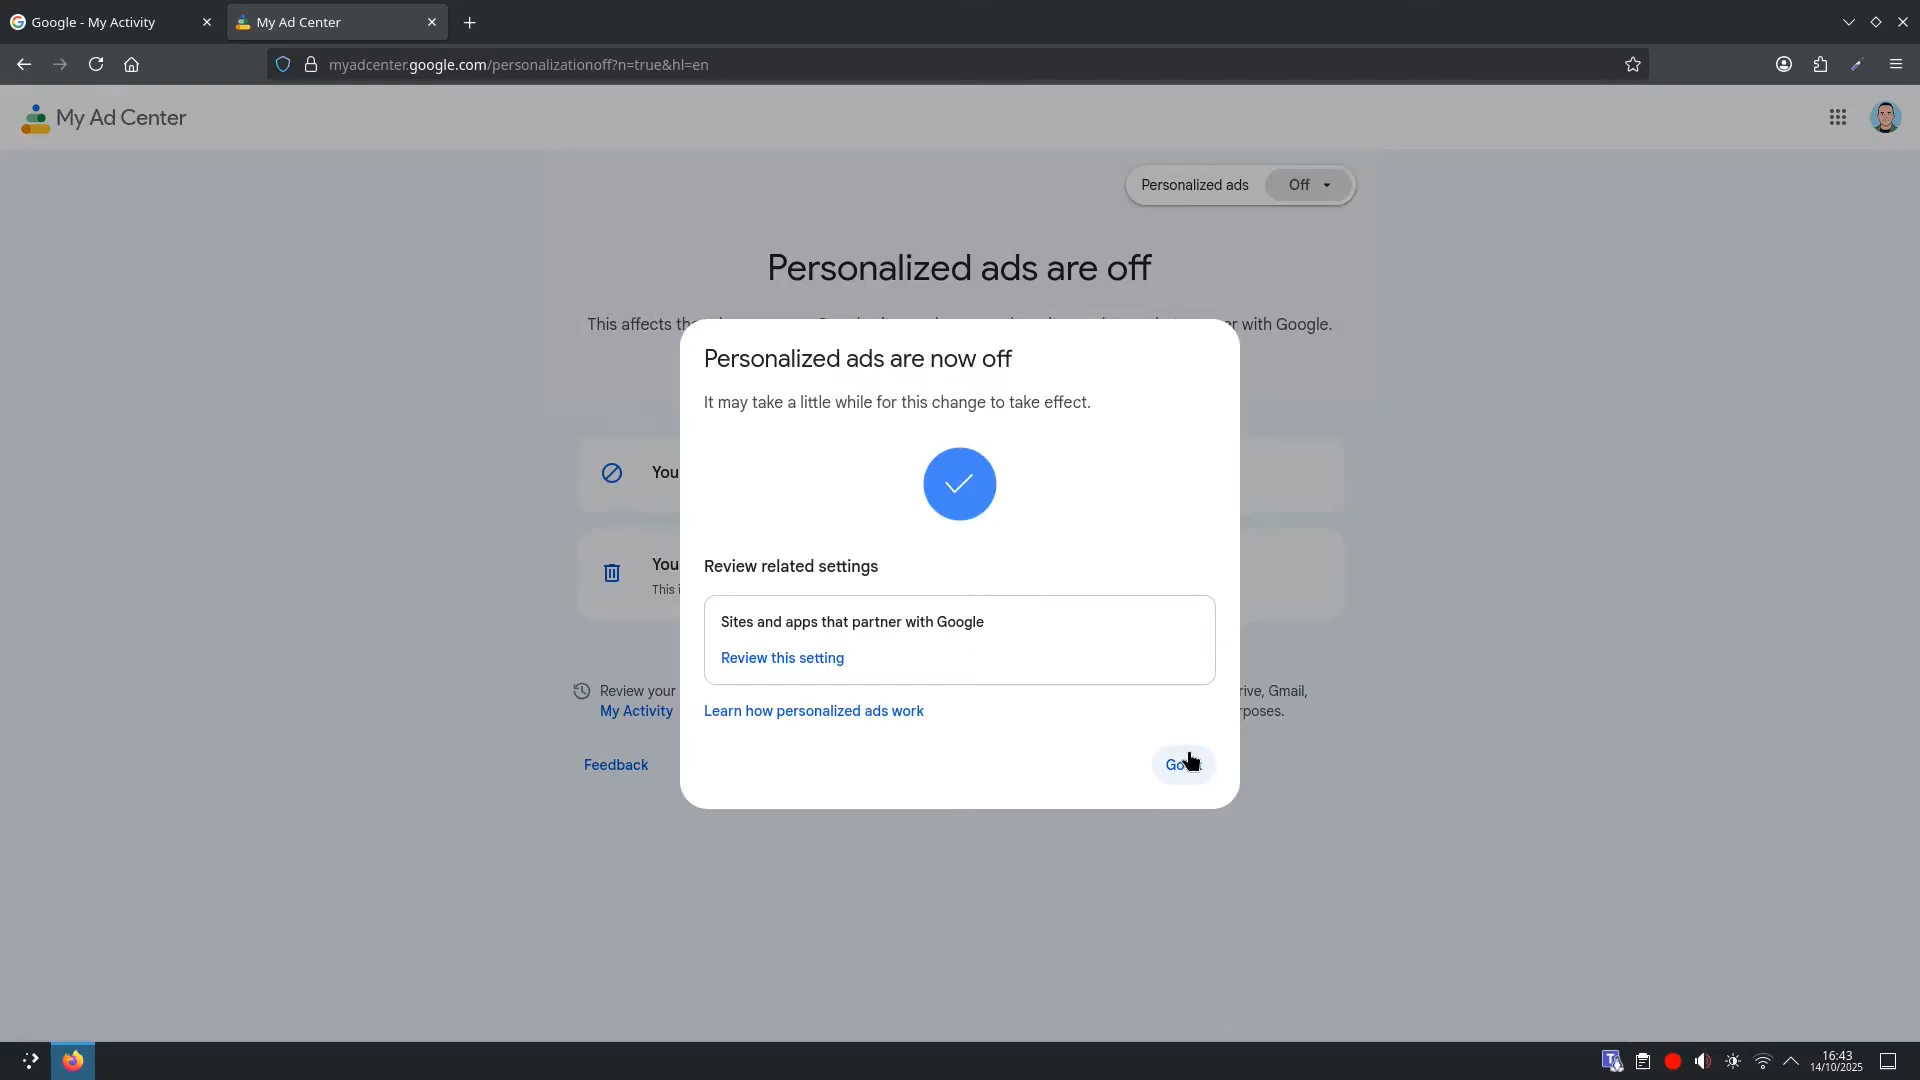 Google - My Activity
My Ad Center
myadcenter.google.com/personalizationoff?n=true&hl=en
My Ad Center
Personalized ads Off
Personalized ads are off
This affects th
r with Google.
Personalized ads are now off
It may take a little while for this change to take effect.
You
You
This i
Review related settings
Sites and apps that partner with Google
Review this setting
Review your
rive, Gmail,
My Activity
rposes.
Learn how personalized ads work
Feedback
16:43
14/10/2025